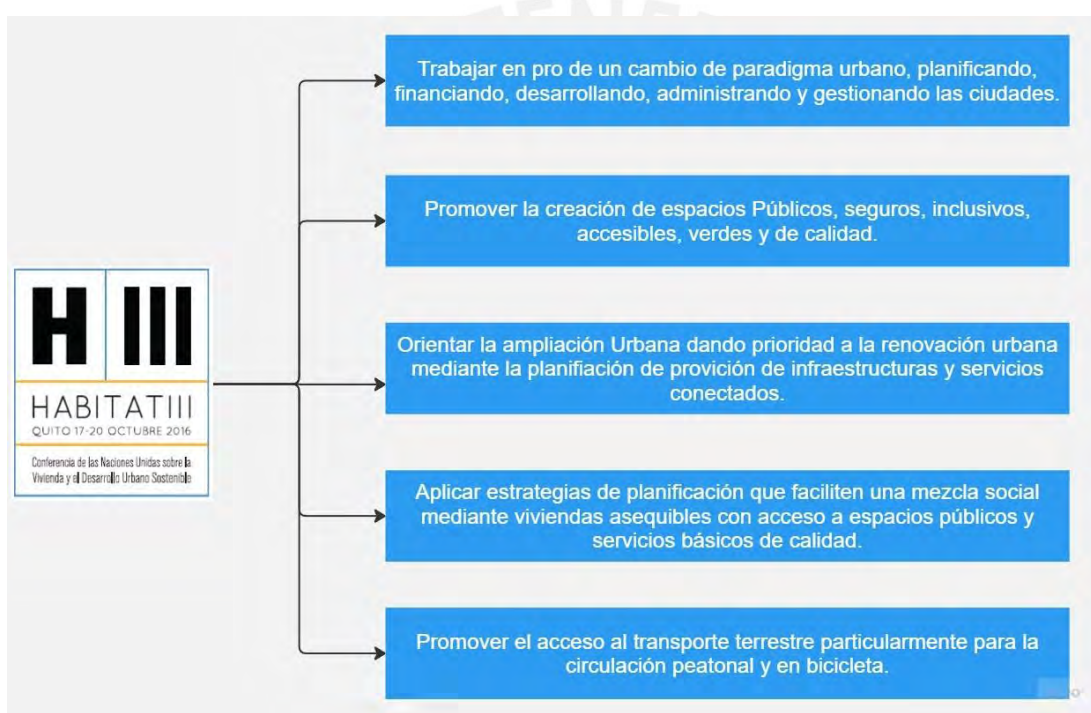 Trabajar en pro de un cambio de paradigma urbano, planificando,
financiando, desarrollando, administrando y gestionando las ciudades.
Promover la creación de espacios Públicos, seguros, inclusivos,
accesibles, verdes y de calidad.
H III
HABITATIII
QUITO 17-20 OCTUBRE 2016
Conferencia de las Naciones Unidas sobre la
Vivienda y el Desarrollo Urbano Sostenible
Orientar la ampliación Urbana dando prioridad a la renovación urbana
mediante la planifiación de provición de infraestructuras y servicios
conectados.
Aplicar estrategias de planificación que faciliten una mezcla social
mediante viviendas asequibles con acceso a espacios públicos y
servicios básicos de calidad.
Promover el acceso al transporte terrestre particularmente para la
circulación peatonal y en bicicleta.